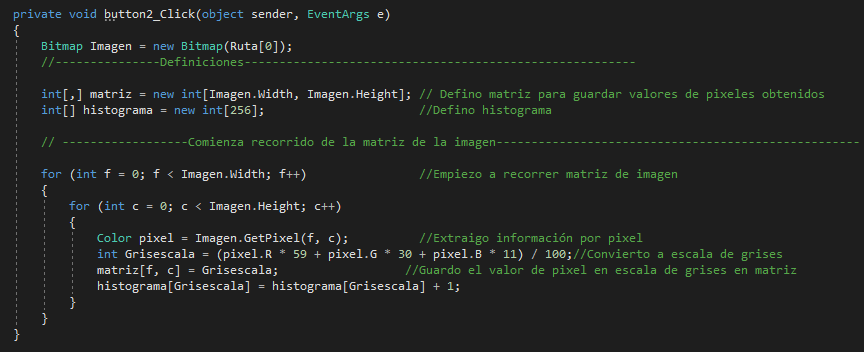 private void button2_Click(object sender, EventArgs e)
{
Bitmap Imagen = new Bitmap(Ruta[0]);
//---------------Definiciones--------------------------------------------------------
int[,] matriz = new int[Imagen.Width, Imagen.Height]; // Defino matriz para guardar valores de pixeles obtenidos
int[] histograma = new int[256]; //Defino histograma
// ------------------Comienza recorrido de la matriz de la imagen----------------------------------------------------
for (int f = 0; f < Imagen.Width; f++) //Empiezo a recorrer matriz de imagen
{
for (int c = 0; c < Imagen.Height; c++)
{
Color pixel = Imagen.GetPixel(f, c); //Extraigo información por pixel
int Grisescala = (pixel.R * 59 + pixel.G * 30 + pixel.B * 11) / 100;//Convierto a escala de grises
matriz[f, c] = Grisescala; //Guardo el valor de pixel en escala de grises en matriz
histograma[Grisescala] = histograma[Grisescala] + 1;
}
}
}